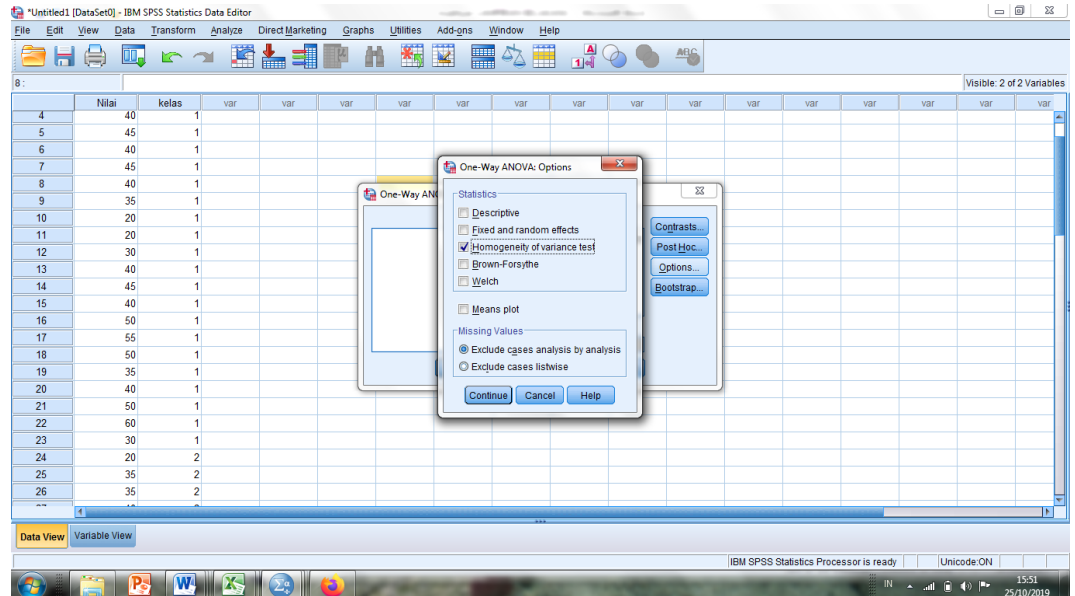 *Untitled1 [DataSet0] - IBM SPSS Statistics Data Editor
File Edit View Data Transform Analyze Direct Marketing Graphs Utilities Add-ons Window Help
8 :
Visible: 2 of 2 Variables
Nilai kelas var var var var var var var var var var var var var var
4 40 1
5 45 1
6 40 1
7 45 1
8 40 1
9 35 1
10 20 1
11 20 1
12 30 1
13 40 1
14 45 1
15 40 1
16 50 1
17 55 1
18 50 1
19 35 1
20 40 1
21 50 1
22 60 1
23 30 1
24 20 2
25 35 2
26 35 2
One-Way AN
Contrasts...
Post Hoc...
Options...
Bootstrap...
One-Way ANOVA: Options
Statistics
Descriptive
Fixed and random effects
Homogeneity of variance test
Brown-Forsythe
Welch
Means plot
Missing Values
Exclude cases analysis by analysis
Exclude cases listwise
Continue Cancel Help
Data View Variable View
IBM SPSS Statistics Processor is ready Unicode:ON
IN 15:51
25/10/2019